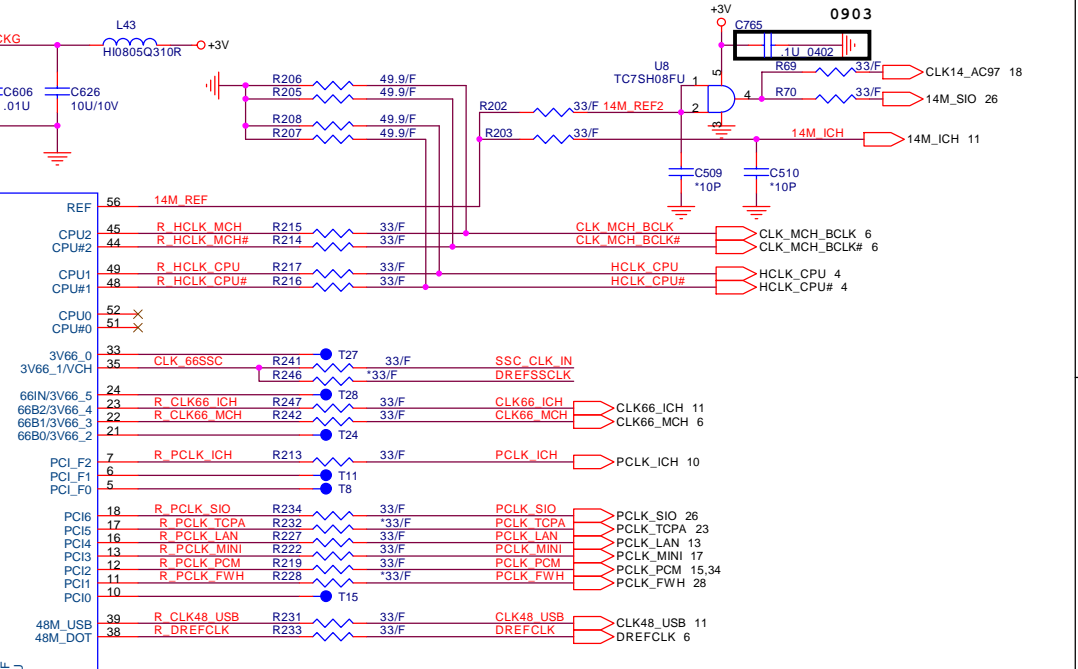 +3V
0903
C765
.1U_0402
CKG
L43
HI0805Q310R
+3V
C606
.01U
C626
10U/10V
U8
TC7SH08FU
5
1
2
4
3
R69 33/F CLK14_AC97 18
R70 33/F 14M_SIO 26
R206 49.9/F
R205 49.9/F
R208 49.9/F
R207 49.9/F
R202 33/F 14M_REF2
R203 33/F 14M_ICH 14M_ICH 11
C509
*10P
C510
*10P
REF 56 14M_REF
CPU2 45 R_HCLK_MCH R215 33/F CLK_MCH_BCLK CLK_MCH_BCLK 6
CPU#2 44 R_HCLK_MCH# R214 33/F CLK_MCH_BCLK# CLK_MCH_BCLK# 6
CPU1 49 R_HCLK_CPU R217 33/F HCLK_CPU HCLK_CPU 4
CPU#1 48 R_HCLK_CPU# R216 33/F HCLK_CPU# HCLK_CPU# 4
CPU0 52
CPU#0 51
3V66_0 33 T27
3V66_1/VCH 35 CLK_66SSC R241 33/F SSC_CLK_IN
R246 *33/F DREFSSCLK
66IN/3V66_5 24 T28
66B2/3V66_4 23 R_CLK66_ICH R247 33/F CLK66_ICH CLK66_ICH 11
66B1/3V66_3 22 R_CLK66_MCH R242 33/F CLK66_MCH CLK66_MCH 6
66B0/3V66_2 21 T24
PCI_F2 7 R_PCLK_ICH R213 33/F PCLK_ICH PCLK_ICH 10
PCI_F1 6 T11
PCI_F0 5 T8
PCI6 18 R_PCLK_SIO R234 33/F PCLK_SIO PCLK_SIO 26
PCI5 17 R_PCLK_TCPA R232 *33/F PCLK_TCPA PCLK_TCPA 23
PCI4 16 R_PCLK_LAN R227 33/F PCLK_LAN PCLK_LAN 13
PCI3 13 R_PCLK_MINI R222 33/F PCLK_MINI PCLK_MINI 17
PCI2 12 R_PCLK_PCM R219 33/F PCLK_PCM PCLK_PCM 15,34
PCI1 11 R_PCLK_FWH R228 *33/F PCLK_FWH PCLK_FWH 28
PCI0 10 T15
48M_USB 39 R_CLK48_USB R231 33/F CLK48_USB CLK48_USB 11
48M_DOT 38 R_DREFCLK R233 33/F DREFCLK DREFCLK 6